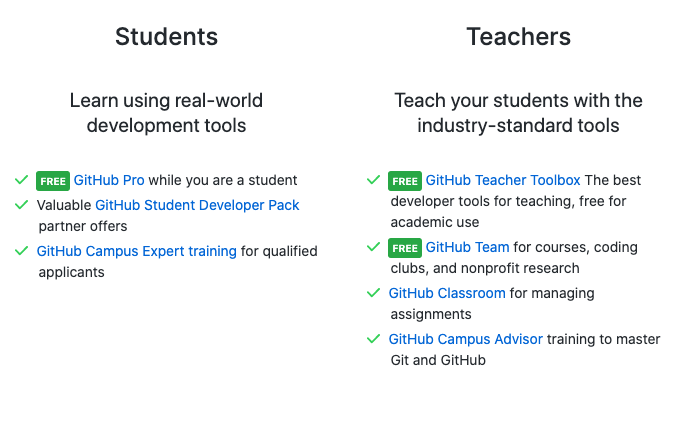 Students
Learn using real-world
development tools
FREE GitHub Pro while you are a student
Valuable GitHub Student Developer Pack
partner offers
GitHub Campus Expert training for qualified
applicants
Teachers
Teach your students with the
industry-standard tools
FREE GitHub Teacher Toolbox The best
developer tools for teaching, free for
academic use
FREE GitHub Team for courses, coding
clubs, and nonprofit research
GitHub Classroom for managing
assignments
GitHub Campus Advisor training to master
Git and GitHub